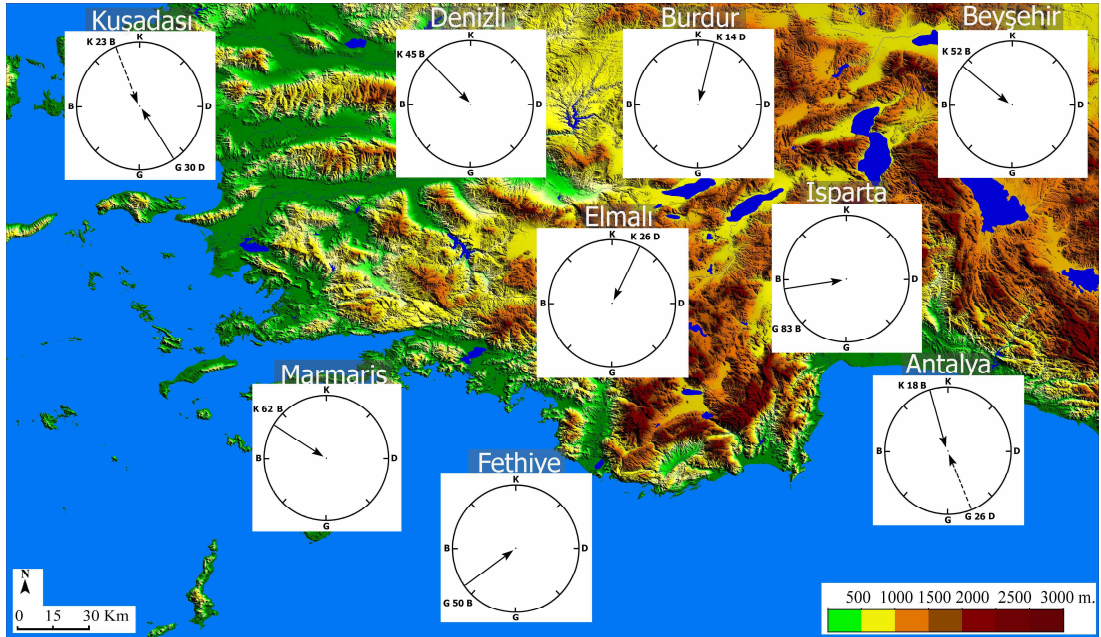 Kuşadası
K 23 B
K
B
D
G
G 30 D
Denizli
K 45 B
K
B
D
G
Burdur
K
K 14 D
B
D
G
Beyşehir
K 52 B
K
B
D
G
Elmalı
K
K 26 D
B
D
G
Isparta
K
B
D
G 83 B
G
Marmaris
K 62 B
K
B
D
G
Fethiye
K
B
D
G 50 B
G
Antalya
K 18 B
K
B
D
G
G 26 D
N
0 15 30 Km
500 1000 1500 2000 2500 3000 m.